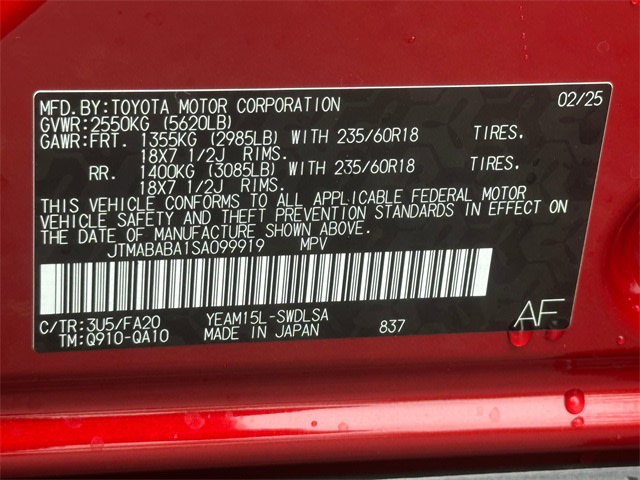 MFD.BY:TOYOTA MOTOR CORPORATION 02/25
GVWR:2550KG (5620LB)
GAWR:FRT. 1355KG (2985LB) WITH 235/60R18 TIRES.
18X7 1/2J RIMS.
RR. 1400KG (3085LB) WITH 235/60R18 TIRES.
18X7 1/2J RIMS.
THIS VEHICLE CONFORMS TO ALL APPLICABLE FEDERAL MOTOR
VEHICLE SAFETY AND THEFT PREVENTION STANDARDS IN EFFECT ON
THE DATE OF MANUFACTURE SHOWN ABOVE.
JTMABABA1SA099919 MPV
C/TR:3U5/FA20 YEAM15L-SWDLSA
TM:Q910-QA10 MADE IN JAPAN 837 AF